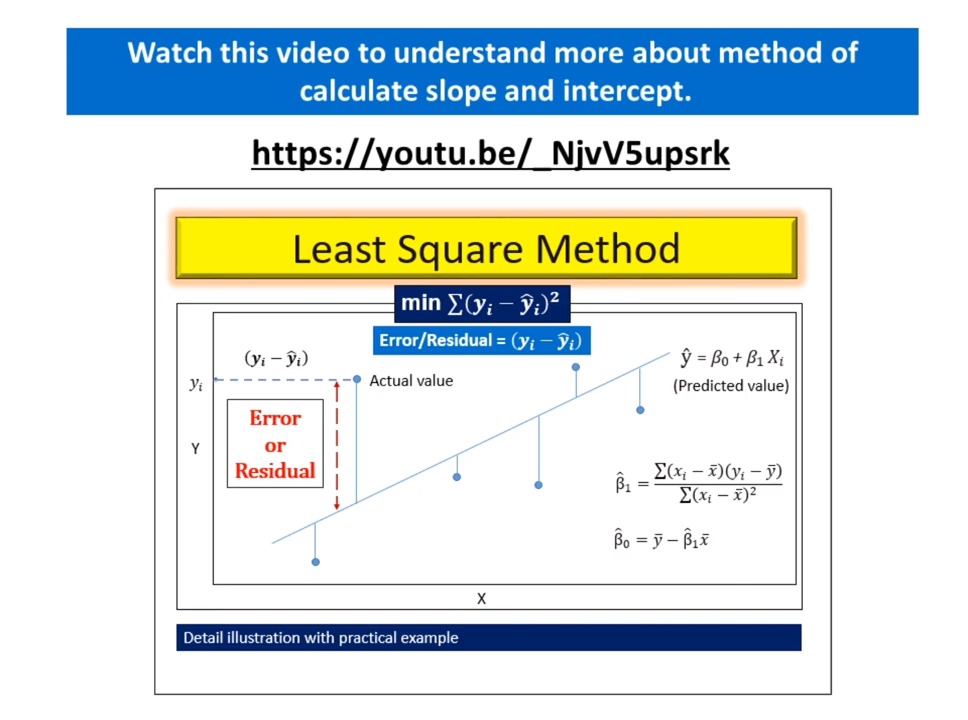 Watch this video to understand more about method of
calculate slope and intercept.
https://youtu.be/_NjvV5upsrk
Least Square Method
min ∑(yᵢ − ŷᵢ)²
Error/Residual = (yᵢ − ŷᵢ)
(yᵢ − ŷᵢ)
yᵢ
Actual value
ŷ = β₀ + β₁ Xᵢ
(Predicted value)
Error
or
Residual
Y
β̂₁ = ∑(xᵢ − x̄)(yᵢ − ȳ) / ∑(xᵢ − x̄)²
β̂₀ = ȳ − β̂₁x̄
X
Detail illustration with practical example